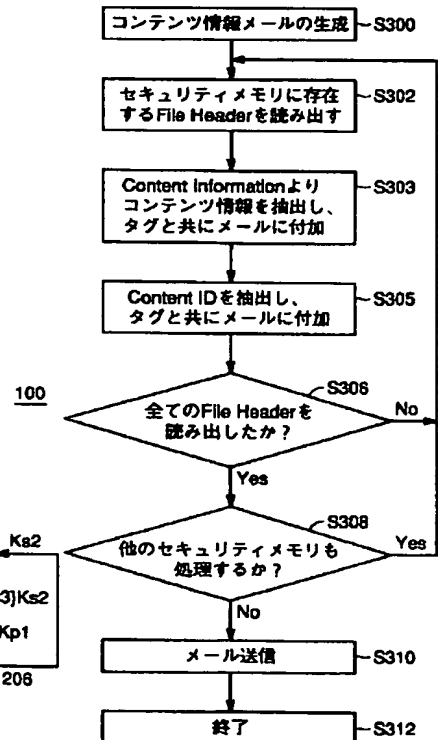 コンテンツ情報メールの生成
S300
セキュリティメモリに存在
するFile Headerを読み出す
S302
Content Informationより
コンテンツ情報を抽出し、
タグと共にメールに付加
S303
Content IDを抽出し、
タグと共にメールに付加
S305
100
S306
全てのFile Headerを
読み出したか？
No
Yes
S308
Ks2
他のセキュリティメモリも
処理するか？
Yes
3}Ks2
Kp1
206
No
メール送信
S310
終了
S312